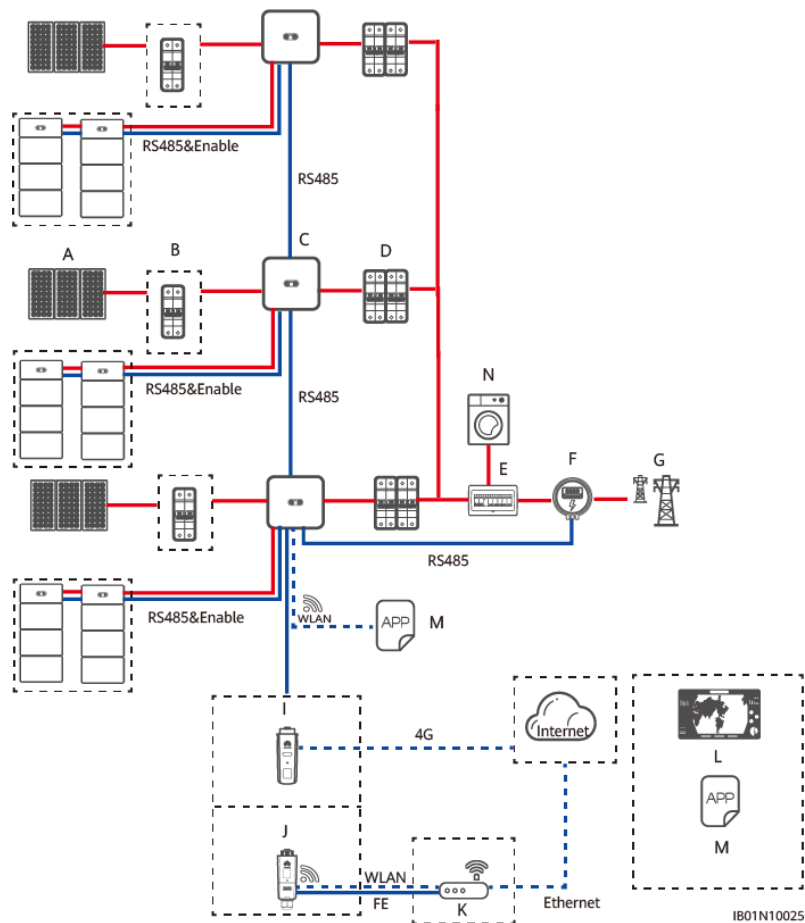 RS485&Enable
RS485
A
B
C
D
RS485&Enable
RS485
N
E
F
G
RS485
RS485&Enable
WLAN
APP
M
I
4G
Internet
L
APP
M
J
WLAN
FE
K
Ethernet
IB01N10025